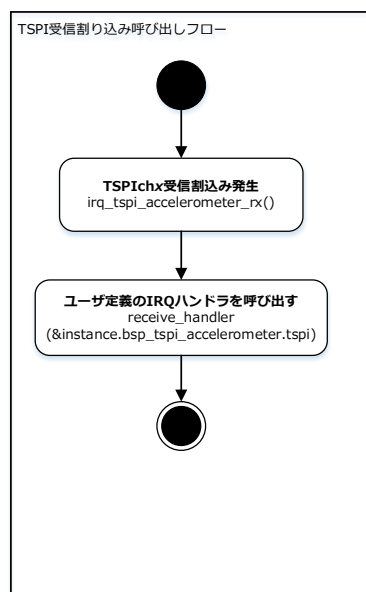 TSPI受信割り込み呼び出しフロー
TSPIchx受信割込み発生
irq_tspi_accelerometer_rx()
ユーザ定義のIRQハンドラを呼び出す
receive_handler
(&instance.bsp_tspi_accelerometer.tspi)